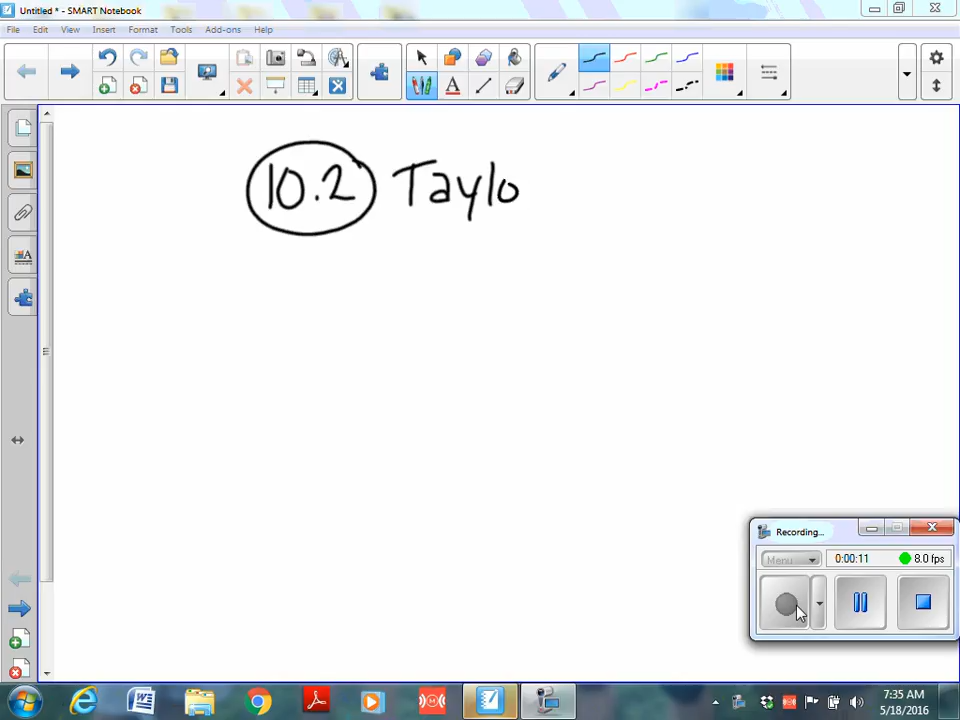 Untitled * - SMART Notebook
File Edit View Insert Format Tools Add-ons Help
10.2 Taylo
Recording...
Menu 0:00:11 8.0 fps
7:35 AM
5/18/2016